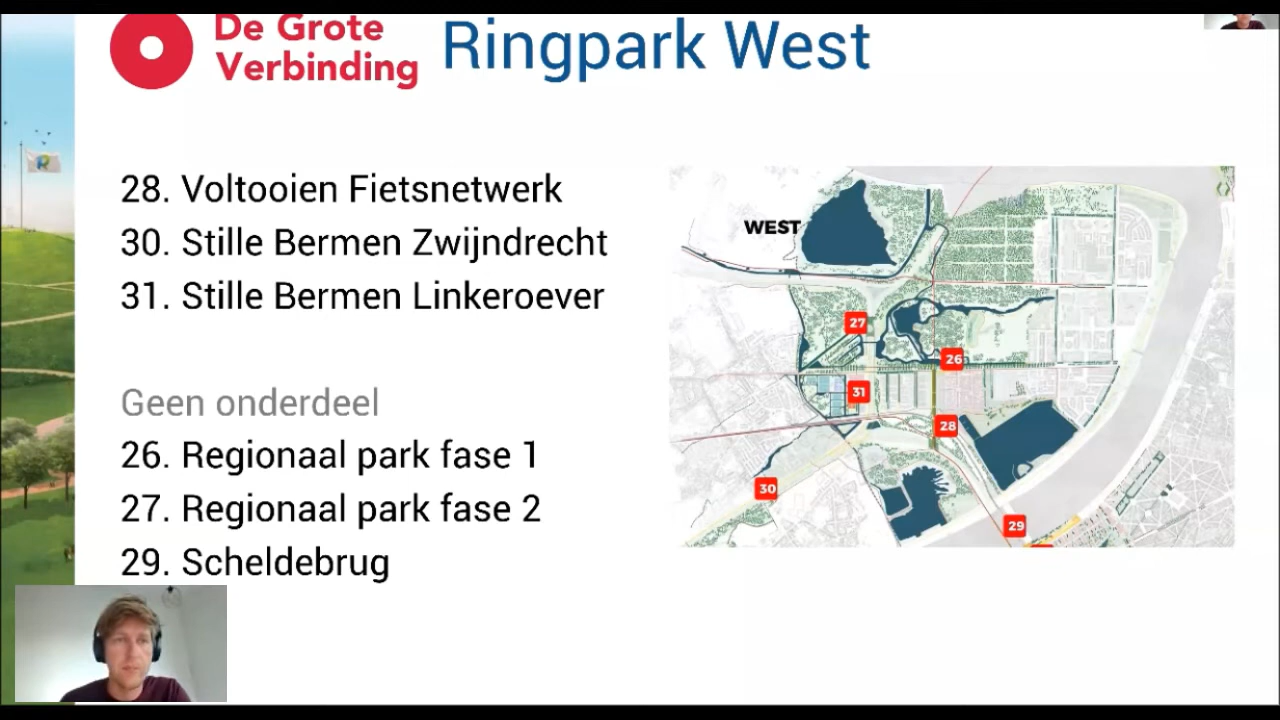 De Grote
Verbinding
Ringpark West
28. Voltooien Fietsnetwerk
30. Stille Bermen Zwijndrecht
31. Stille Bermen Linkeroever
Geen onderdeel
26. Regionaal park fase 1
27. Regionaal park fase 2
29. Scheldebrug
WEST
27
26
31
28
30
29
R